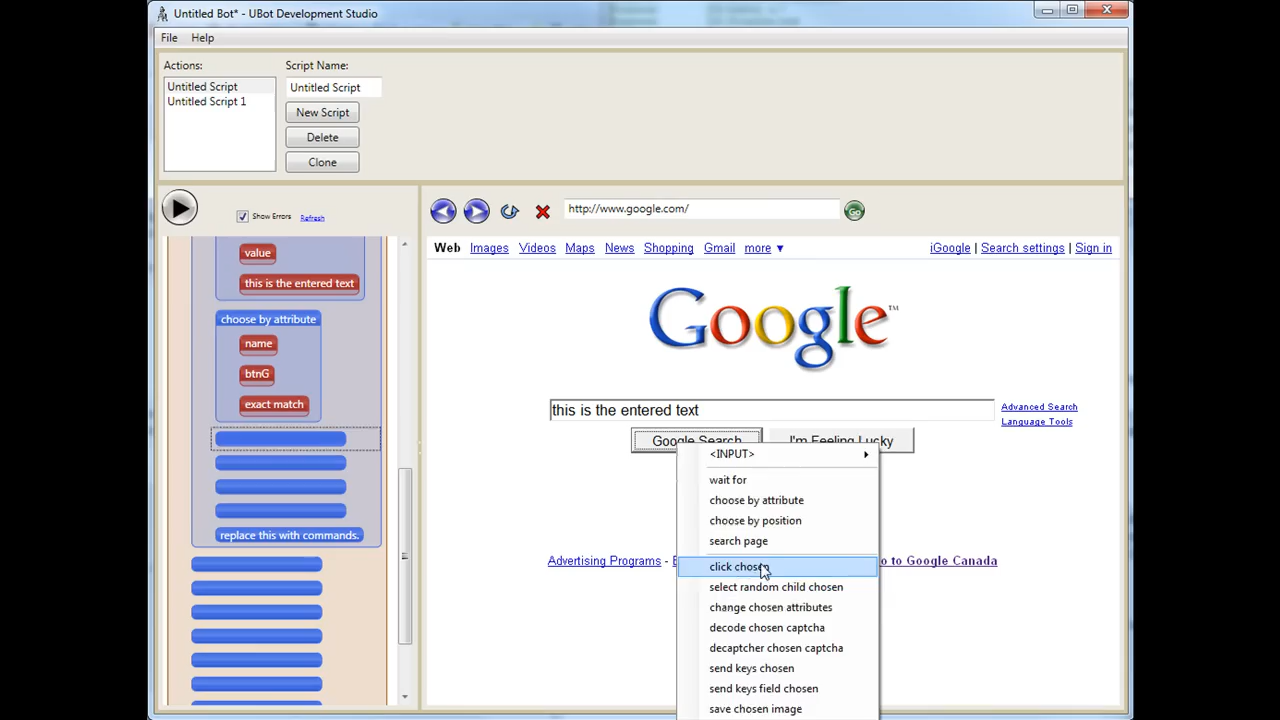 Untitled Bot* - UBot Development Studio
File Help
Actions:
Untitled Script
Untitled Script 1
Script Name:
Untitled Script
New Script
Delete
Clone
Show Errors Refresh
value
this is the entered text
choose by attribute
name
btnG
exact match
replace this with commands.
http://www.google.com/
Go
Web Images Videos Maps News Shopping Gmail more ▼
iGoogle | Search settings | Sign in
Google™
this is the entered text
Advanced Search
Language Tools
Google Search
I'm Feeling Lucky
<INPUT>
wait for
choose by attribute
choose by position
search page
click chosen
select random child chosen
change chosen attributes
decode chosen captcha
decaptcher chosen captcha
send keys chosen
send keys field chosen
save chosen image
Advertising Programs -
to Google Canada